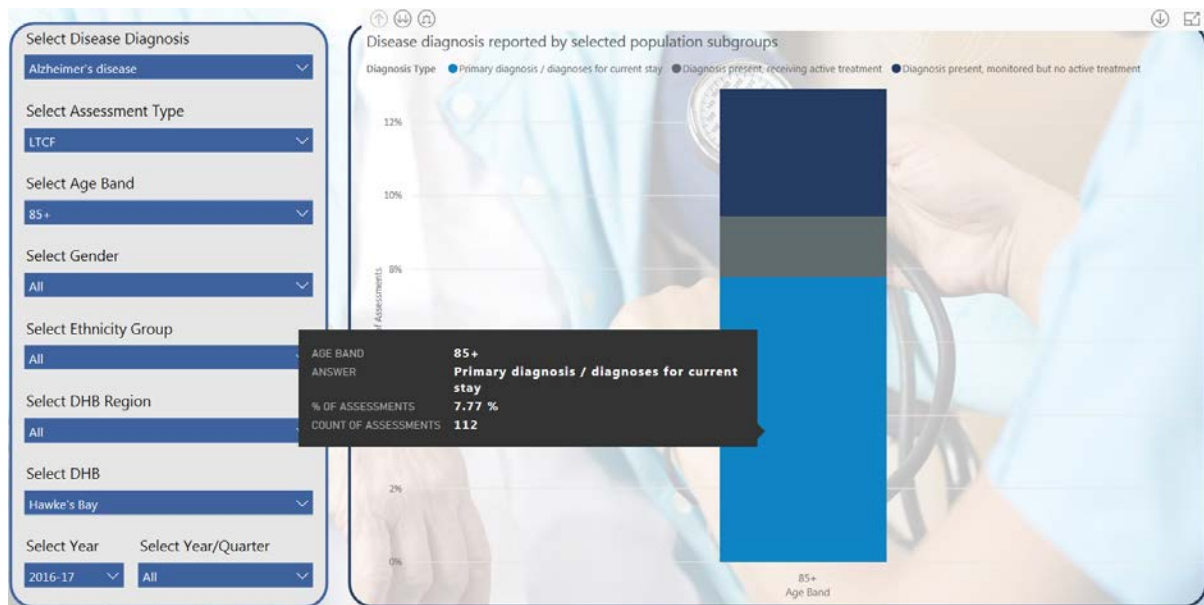 Select Disease Diagnosis
Alzheimer's disease
Select Assessment Type
LTCF
Select Age Band
85+
Select Gender
All
Select Ethnicity Group
All
Select DHB Region
All
Select DHB
Hawke's Bay
Select Year Select Year/Quarter
2016-17 All
Disease diagnosis reported by selected population subgroups
Diagnosis Type Primary diagnosis / diagnoses for current stay Diagnosis present, receiving active treatment Diagnosis present, monitored but no active treatment
12%
10%
8%
of Assessments
AGE BAND 85+
ANSWER Primary diagnosis / diagnoses for current
stay
% OF ASSESSMENTS 7.77 %
COUNT OF ASSESSMENTS 112
2%
0%
85+
Age Band